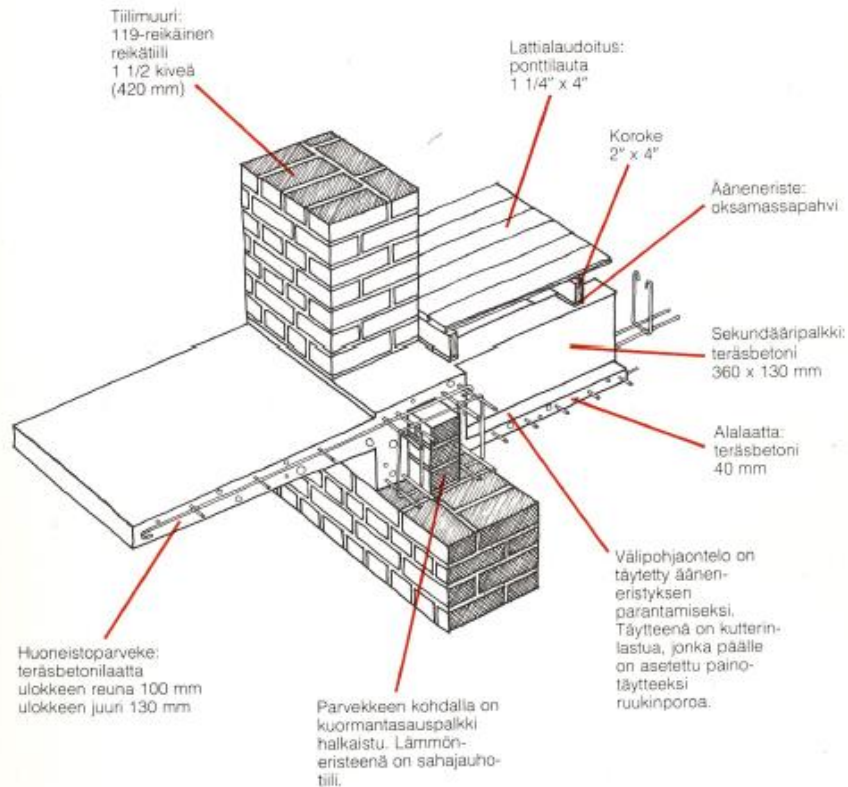 Tiilimuuri:
119-reikäinen
reikätiili
1 1/2 kiveä
(420 mm)
Lattialaudoitus:
ponttilauta
1 1/4" x 4"
Koroke
2" x 4"
Ääneneriste:
oksamassapahvi
Sekundääripalkki:
teräsbetoni
360 x 130 mm
Alalaatta:
teräsbetoni
40 mm
Välipohjaontelo on
täytetty äänen-
eristyksen
parantamiseksi.
Täytteenä on kutterin-
lastua, jonka päälle
on asetettu paino-
täytteeksi
ruukinporoa.
Parvekkeen kohdalla on
kuormantasauspalkki
halkaistu. Lämmön-
eristeenä on sahajauho-
tiili.
Huoneistoparveke:
teräsbetonilaatta
ulokkeen reuna 100 mm
ulokkeen juuri 130 mm